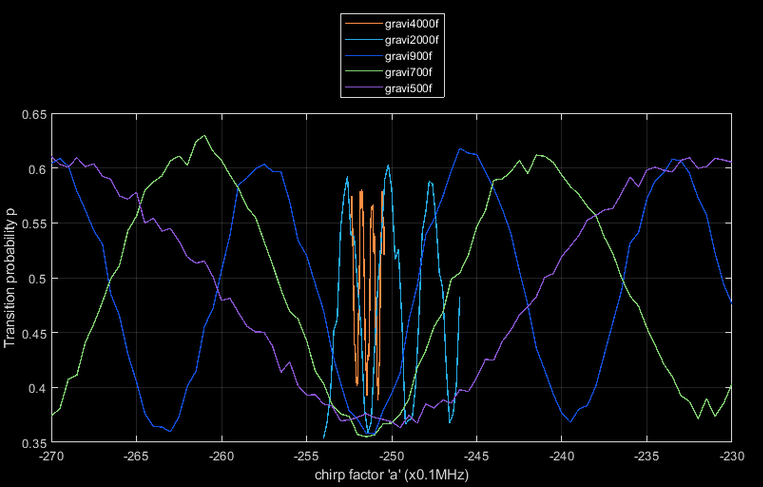 gravi4000f
gravi2000f
gravi900f
gravi700f
gravi500f
0.65
0.6
0.55
0.5
0.45
0.4
0.35
Transition probability p
-270
-265
-260
-255
-250
-245
-240
-235
-230
chirp factor 'a' (x0.1MHz)